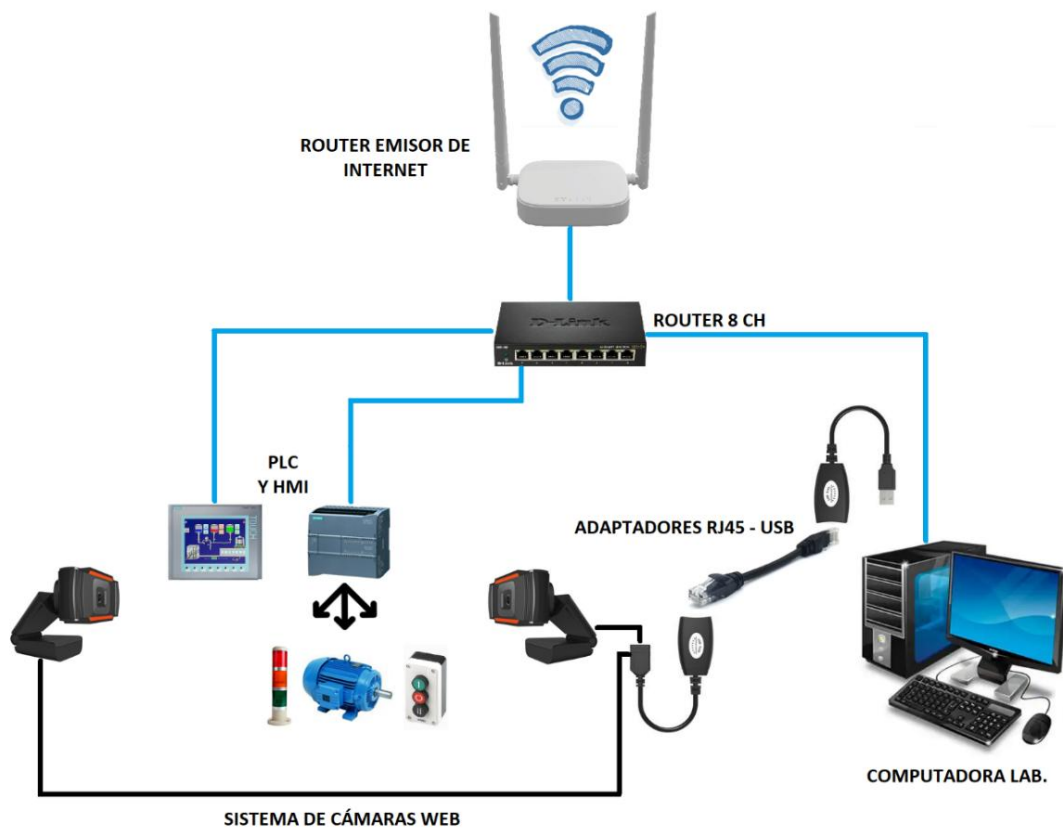 ROUTER EMISOR DE
INTERNET
D-Link
ROUTER 8 CH
PLC
Y HMI
TOUCH
ADAPTADORES RJ45 - USB
COMPUTADORA LAB.
SISTEMA DE CÁMARAS WEB